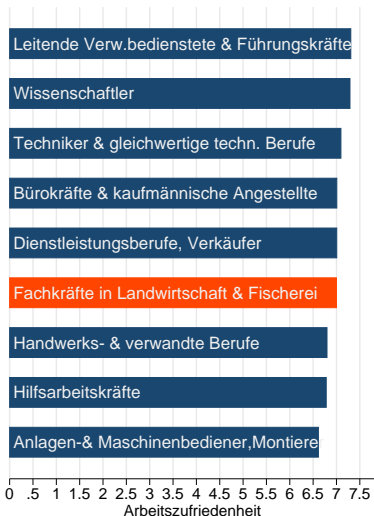 Leitende Verw.bedienstete & Führungskräfte
Wissenschaftler
Techniker & gleichwertige techn. Berufe
Bürokräfte & kaufmännische Angestellte
Dienstleistungsberufe, Verkäufer
Fachkräfte in Landwirtschaft & Fischerei
Handwerks- & verwandte Berufe
Hilfsarbeitskräfte
Anlagen-& Maschinenbediener,Montiere
0 .5 1 1.5 2 2.5 3 3.5 4 4.5 5 5.5 6 6.5 7 7.5
Arbeitszufriedenheit